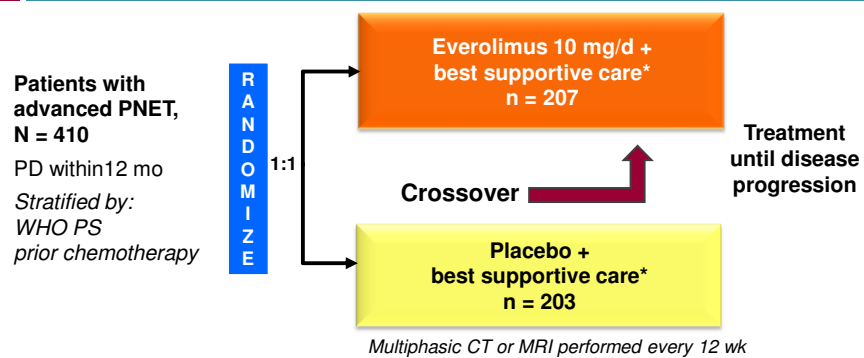 Patients with
advanced PNET,
N = 410
PD within12 mo
Stratified by:
WHO PS
prior chemotherapy
R
A
N
D
O
M
I
Z
E
1:1
Everolimus 10 mg/d +
best supportive care*
n = 207
Crossover
Placebo +
best supportive care*
n = 203
Treatment
until disease
progression
Multiphasic CT or MRI performed every 12 wk